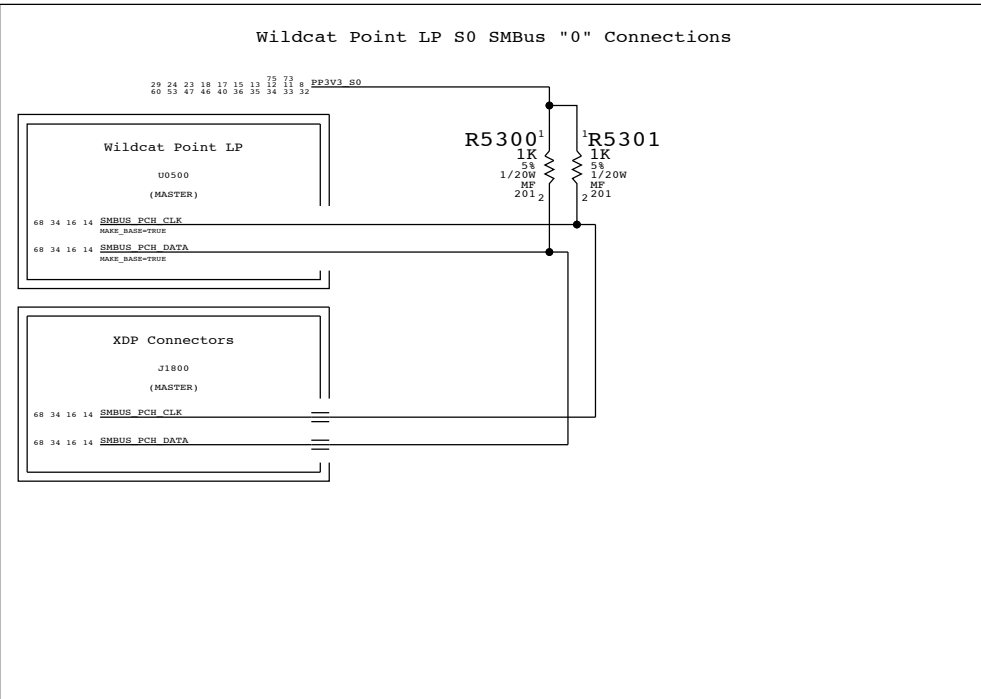 Wildcat Point LP S0 SMBus "0" Connections
75 73
29 24 23 18 17 15 13 12 11 8 PP3V3_S0
60 53 47 46 40 36 35 34 33 32
Wildcat Point LP
U0500
(MASTER)
68 34 16 14 SMBUS_PCH_CLK
MAKE_BASE=TRUE
68 34 16 14 SMBUS_PCH_DATA
MAKE_BASE=TRUE
R5300
1
1K
5%
1/20W
MF
201
2
1
R5301
1K
5%
1/20W
MF
201
2
XDP Connectors
J1800
(MASTER)
68 34 16 14 SMBUS_PCH_CLK
68 34 16 14 SMBUS_PCH_DATA